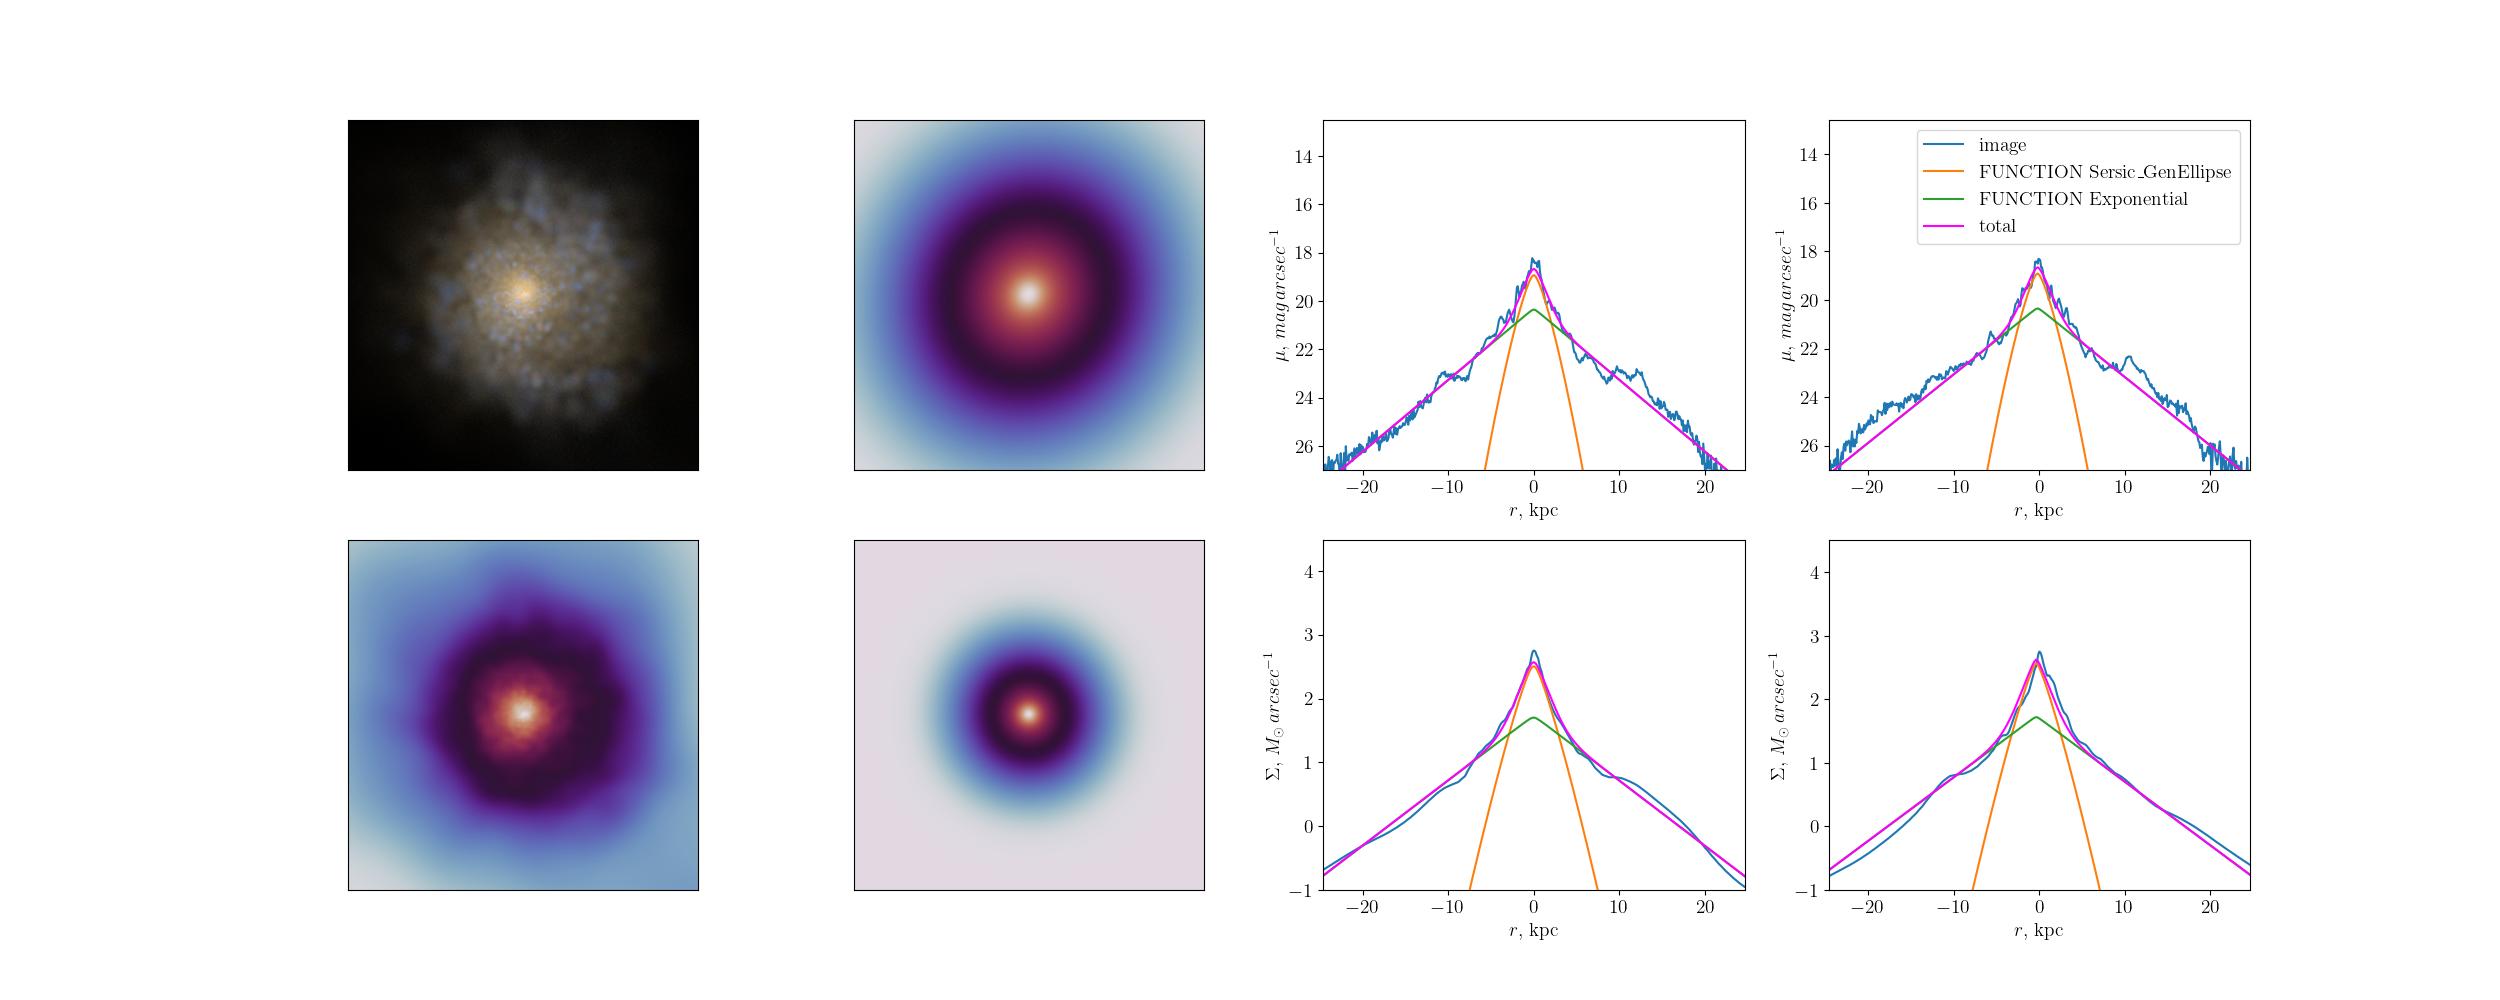 μ, mag arcsec⁻¹
14
16
18
20
22
24
26
−20 −10 0 10 20
r, kpc
μ, mag arcsec⁻¹
14
16
18
20
22
24
26
−20 −10 0 10 20
r, kpc
image
FUNCTION Sersic_GenEllipse
FUNCTION Exponential
total
Σ, M⊙ arcsec⁻¹
4
3
2
1
0
−1
−20 −10 0 10 20
r, kpc
Σ, M⊙ arcsec⁻¹
4
3
2
1
0
−1
−20 −10 0 10 20
r, kpc